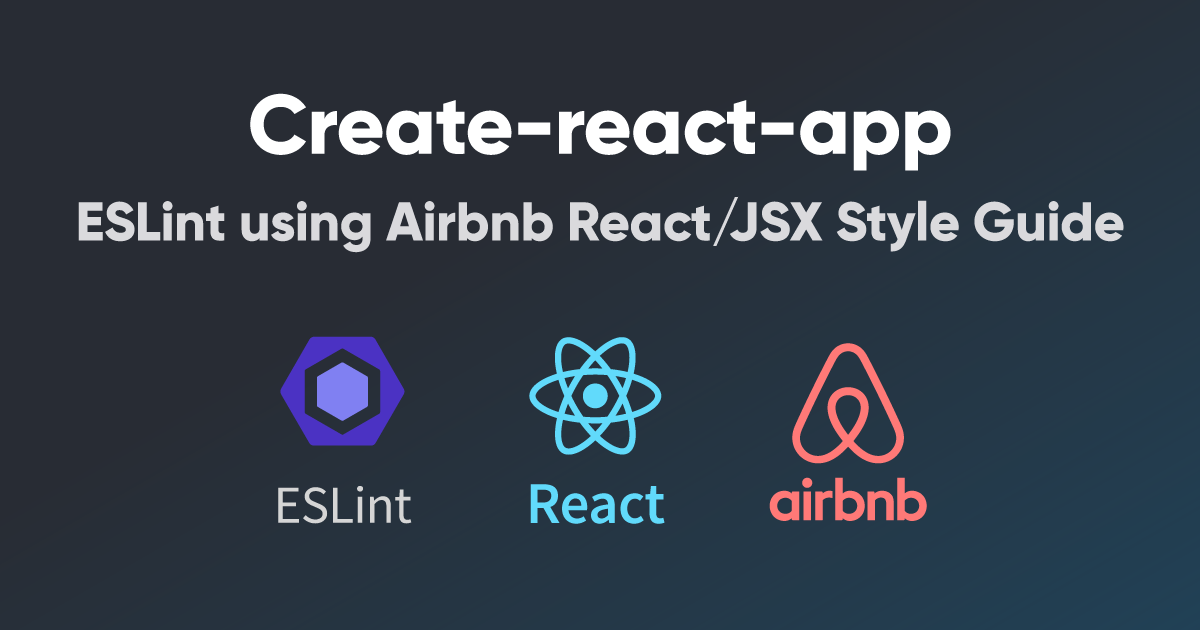 Create-react-app
ESLint using Airbnb React/JSX Style Guide
ESLint
React
airbnb